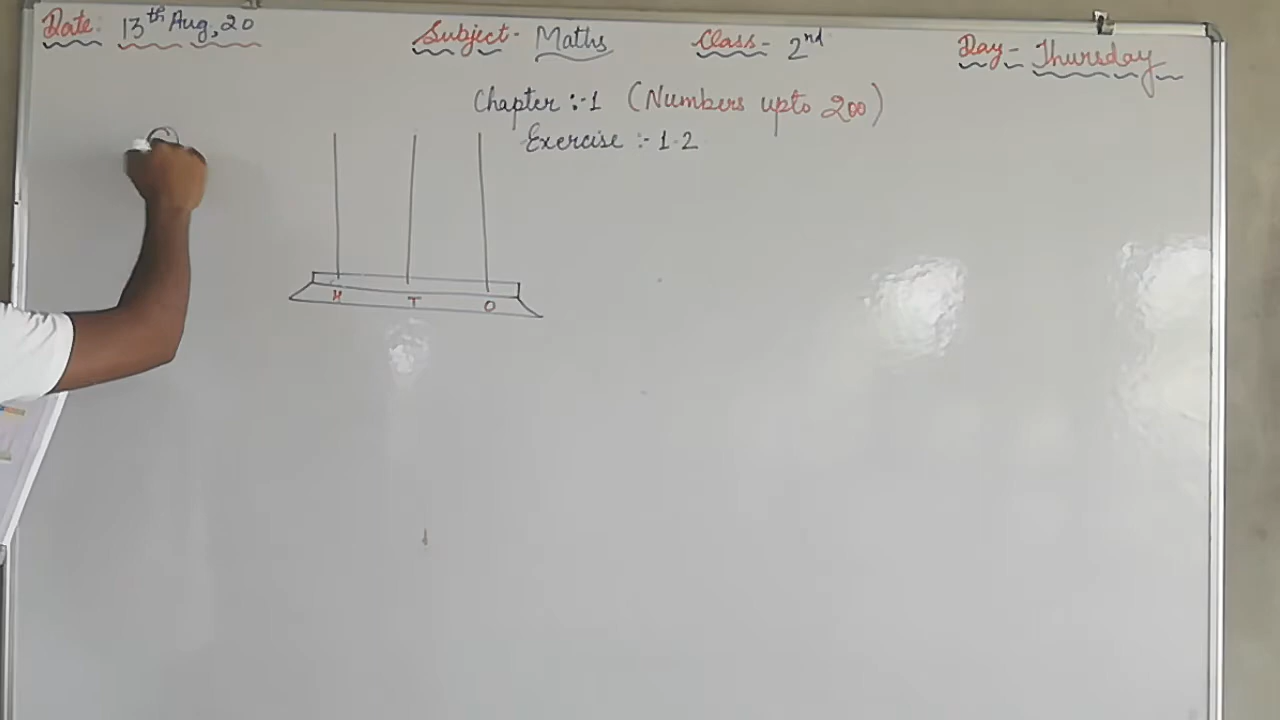 Date: 13th Aug, 20 Subject- Maths Class- 2nd Day- Thursday
Chapter :-1 (Numbers upto 200)
Exercise :- 1.2
H T O